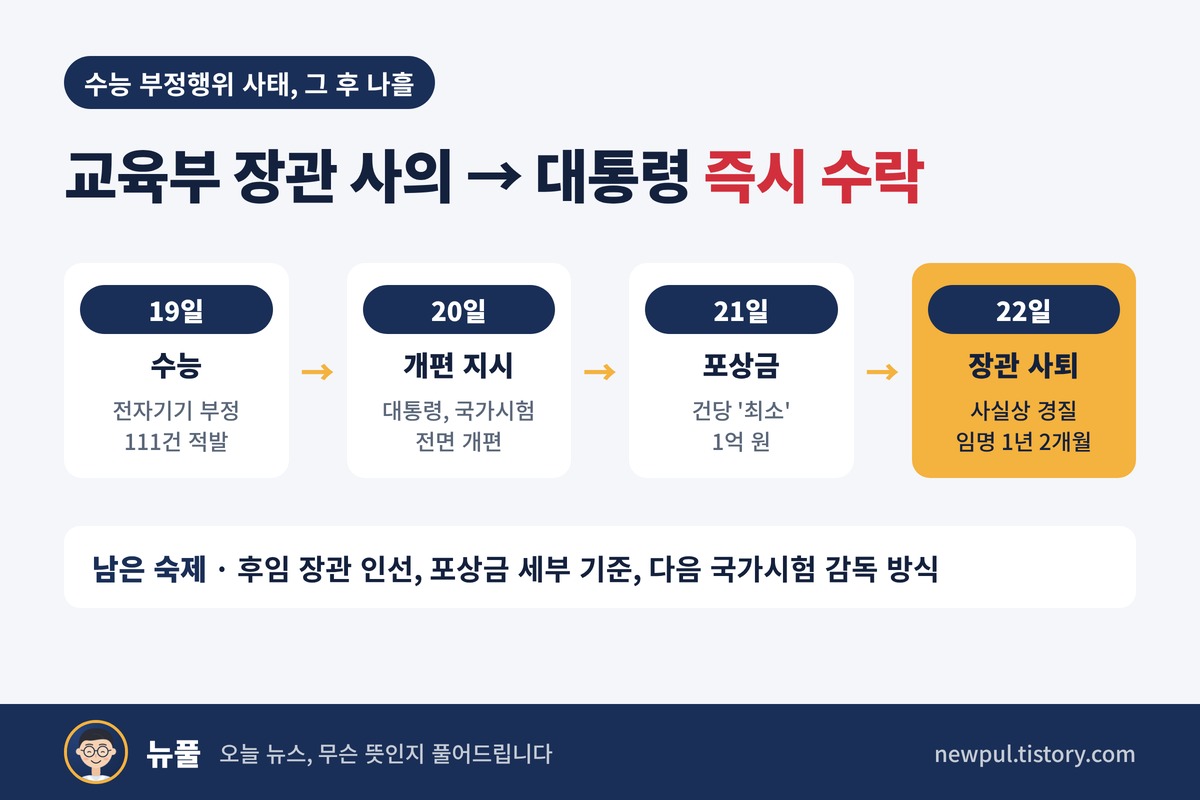 수능 부정행위 사태, 그 후 나흘
교육부 장관 사의 → 대통령 즉시 수락
19일
수능
전자기기 부정
111건 적발
→
20일
개편 지시
대통령, 국가시험
전면 개편
→
21일
포상금
건당 '최소'
1억 원
→
22일
장관 사퇴
사실상 경질
임명 1년 2개월
남은 숙제 · 후임 장관 인선, 포상금 세부 기준, 다음 국가시험 감독 방식
뉴풀 오늘 뉴스, 무슨 뜻인지 풀어드립니다
newpul.tistory.com